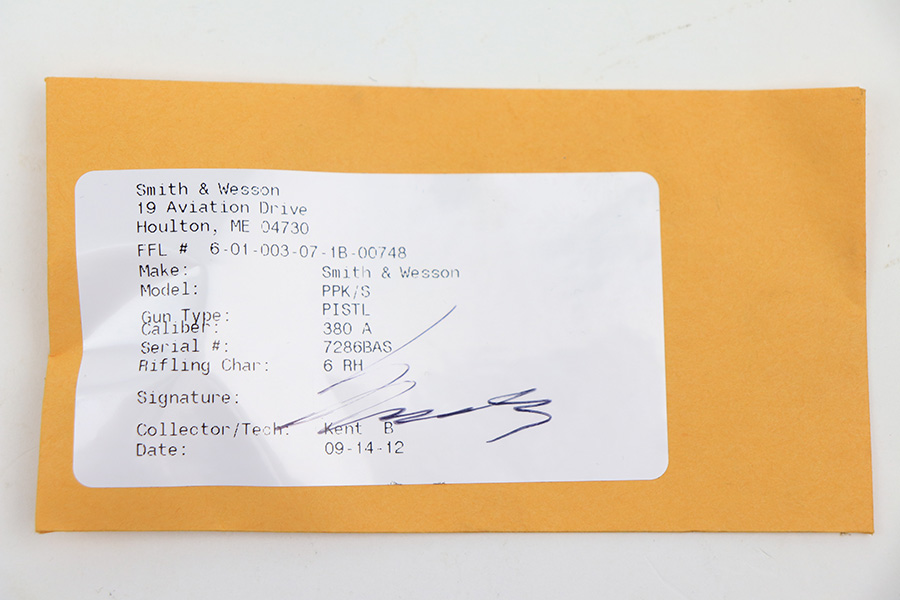 Smith & Wesson
19 Aviation Drive
Houlton, ME 04730
FFL # 6-01-003-07-1B-00748
Make: Smith & Wesson
Model: PPK/S
Gun Type: PISTL
Caliber: 380 A
Serial #: 7286BAS
Rifling Char: 6 RH
Signature:
Collector/Tech: Kent B
Date: 09-14-12